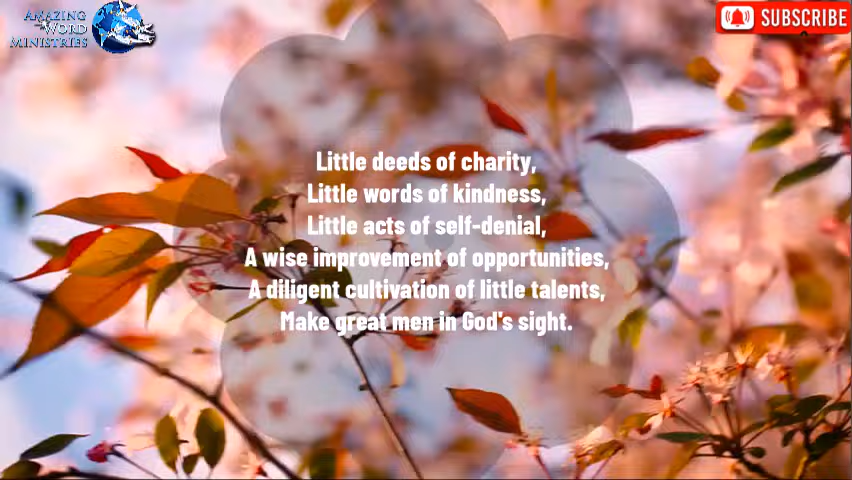 AMAZING
WORD
MINISTRIES
SUBSCRIBE
Little deeds of charity,
Little words of kindness,
Little acts of self-denial,
A wise improvement of opportunities,
A diligent cultivation of little talents,
Make great men in God's sight.